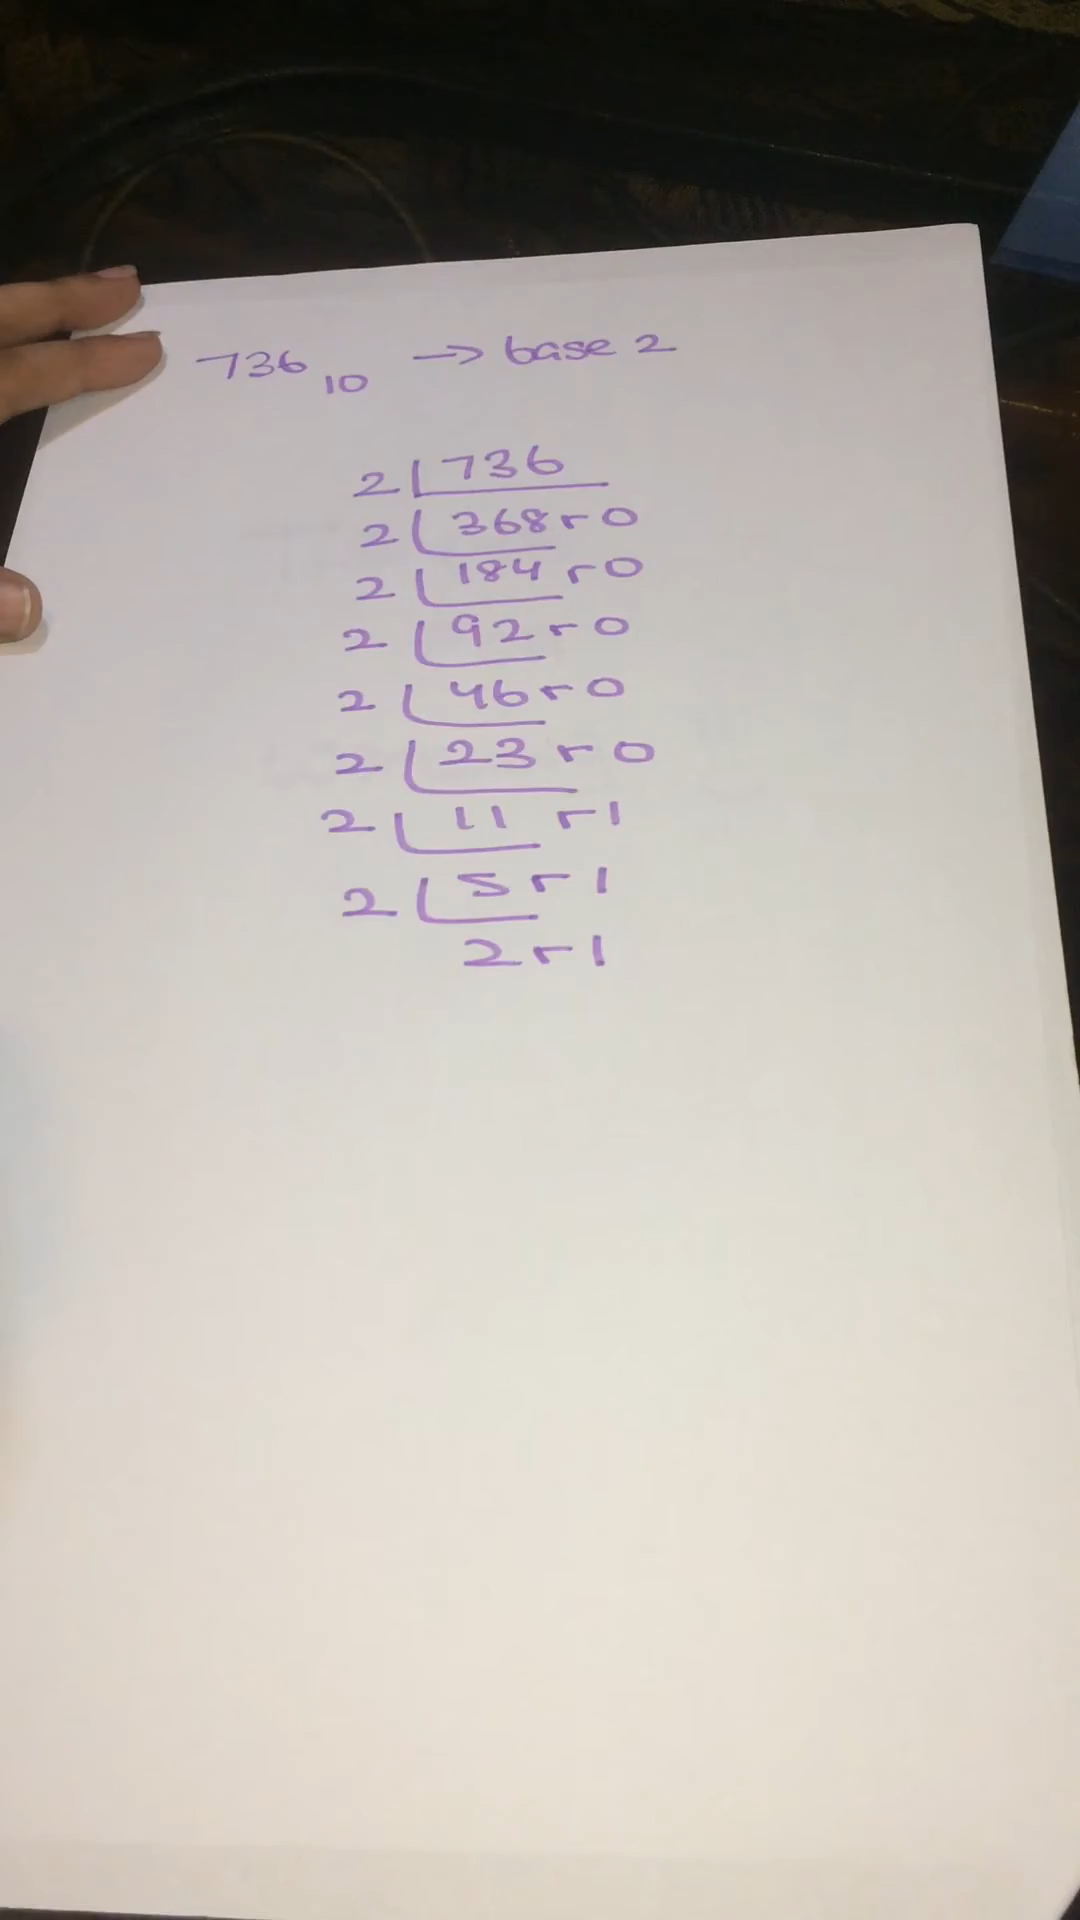 736 10 → base 2
2 736
2 368 r 0
2 184 r 0
2 92 r 0
2 46 r 0
2 23 r 0
2 11 r 1
2 5 r 1
2 r 1